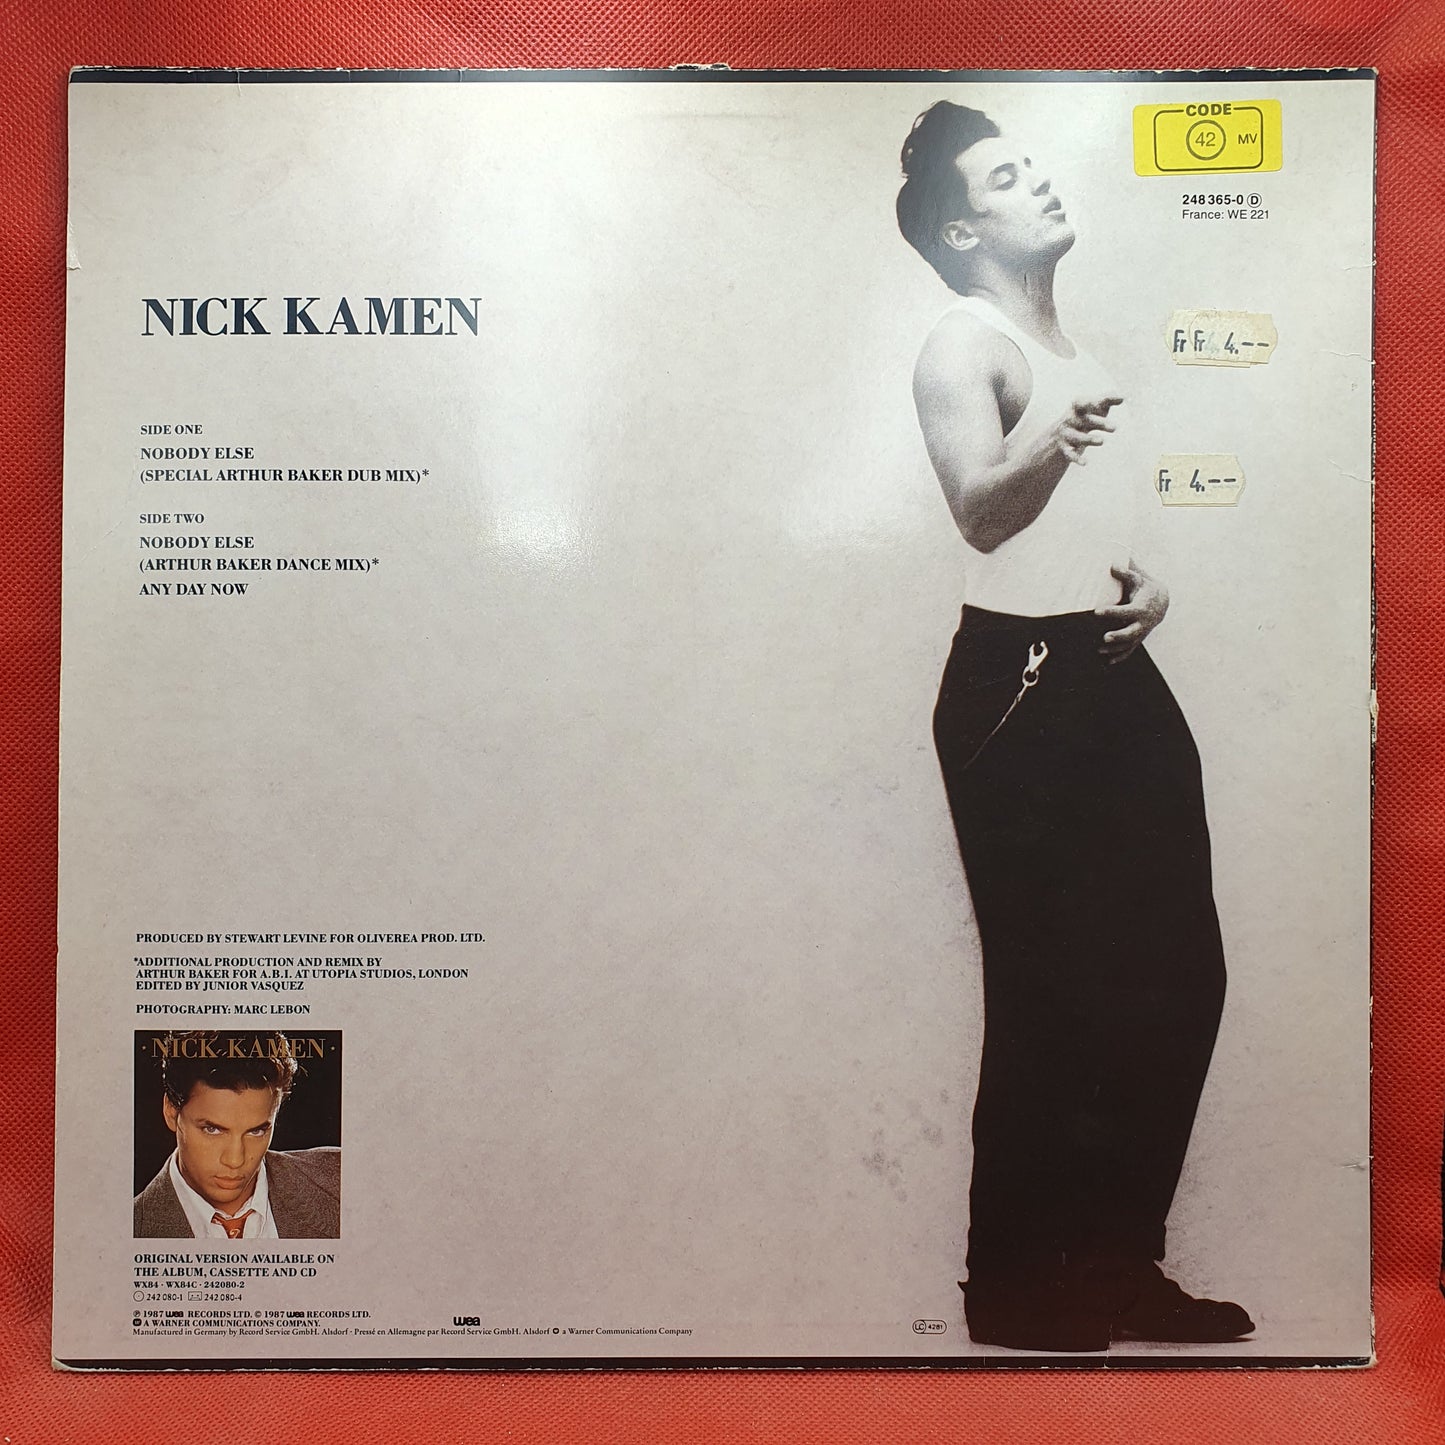 CODE
42 MV
248 365-0 Ⓓ
France: WE 221
NICK KAMEN
Fr Fr. 4.--
Fr 4.--
SIDE ONE
NOBODY ELSE
(SPECIAL ARTHUR BAKER DUB MIX)*
SIDE TWO
NOBODY ELSE
(ARTHUR BAKER DANCE MIX)*
ANY DAY NOW
PRODUCED BY STEWART LEVINE FOR OLIVEREA PROD. LTD.
*ADDITIONAL PRODUCTION AND REMIX BY
ARTHUR BAKER FOR A.B.I. AT UTOPIA STUDIOS, LONDON
EDITED BY JUNIOR VASQUEZ
PHOTOGRAPHY: MARC LEBON
·NICK KAMEN·
ORIGINAL VERSION AVAILABLE ON
THE ALBUM, CASSETTE AND CD
WX84 · WX84C · 242080-2
242 080-1 242 080-4
℗ 1987 wea RECORDS LTD. © 1987 wea RECORDS LTD.
A WARNER COMMUNICATIONS COMPANY.
wea
Manufactured in Germany by Record Service GmbH. Alsdorf · Pressé en Allemagne par Record Service GmbH. Alsdorf a Warner Communications Company
LC 4281